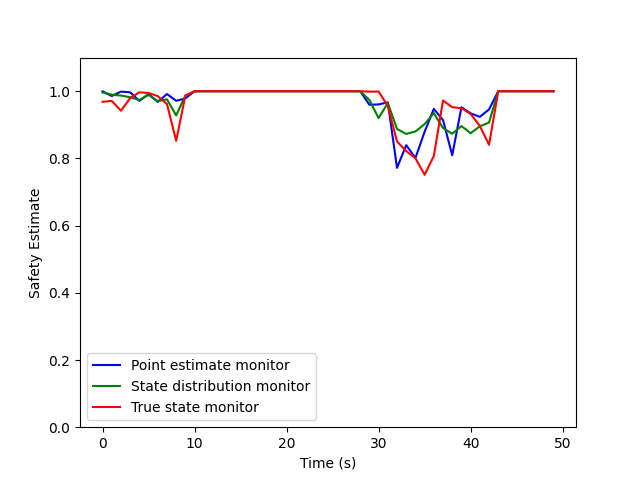 1.0
0.8
0.6
0.4
0.2
0.0
Safety Estimate
Point estimate monitor
State distribution monitor
True state monitor
0 10 20 30 40 50
Time (s)